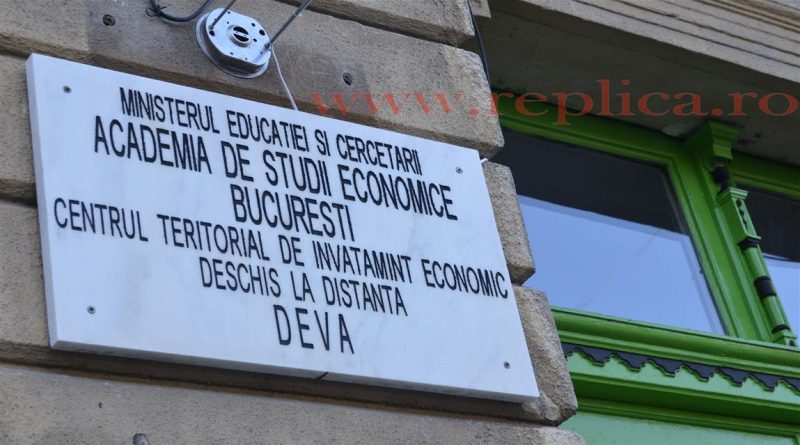 www.replica.ro
MINISTERUL EDUCATIEI SI CERCETARII
ACADEMIA DE STUDII ECONOMICE
BUCURESTI
CENTRUL TERITORIAL DE INVATAMINT ECONOMIC
DESCHIS LA DISTANTA
DEVA